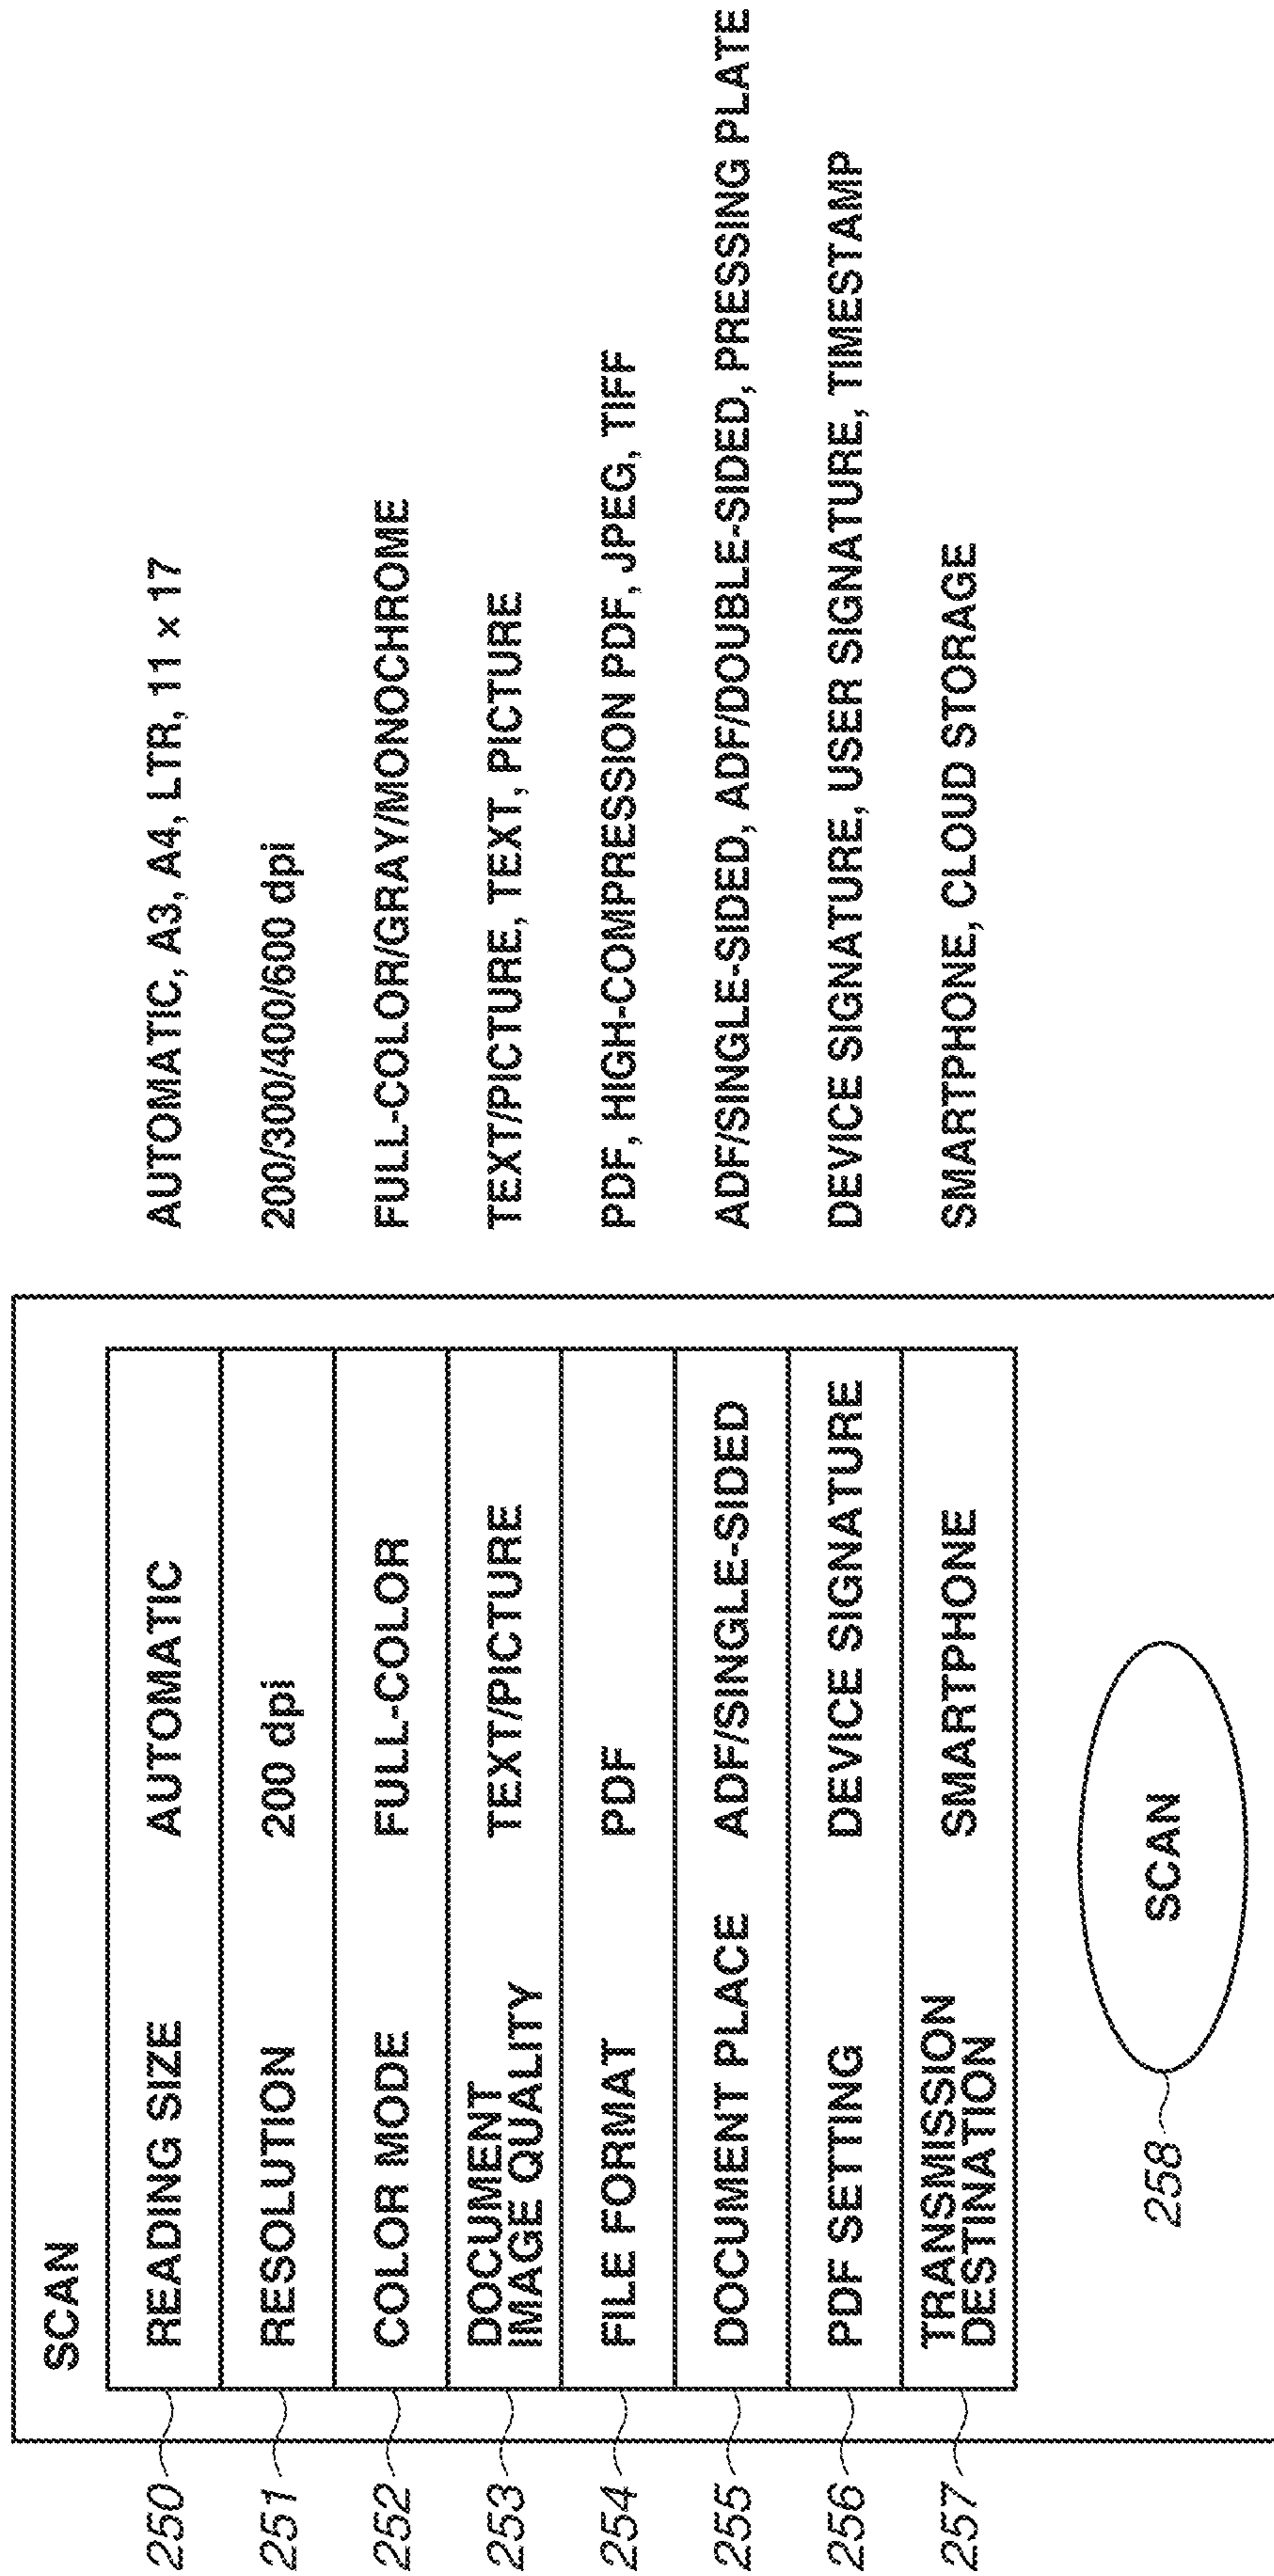 SCAN
250 READING SIZE AUTOMATIC AUTOMATIC, A3, A4, LTR, 11 × 17
251 RESOLUTION 200 dpi 200/300/400/600 dpi
252 COLOR MODE FULL-COLOR FULL-COLOR/GRAY/MONOCHROME
253 DOCUMENT
IMAGE QUALITY TEXT/PICTURE TEXT/PICTURE, TEXT, PICTURE
254 FILE FORMAT PDF PDF, HIGH-COMPRESSION PDF, JPEG, TIFF
255 DOCUMENT PLACE ADF/SINGLE-SIDED ADF/SINGLE-SIDED, ADF/DOUBLE-SIDED, PRESSING PLATE
256 PDF SETTING DEVICE SIGNATURE DEVICE SIGNATURE, USER SIGNATURE, TIMESTAMP
257 TRANSMISSION
DESTINATION SMARTPHONE SMARTPHONE, CLOUD STORAGE
258 SCAN